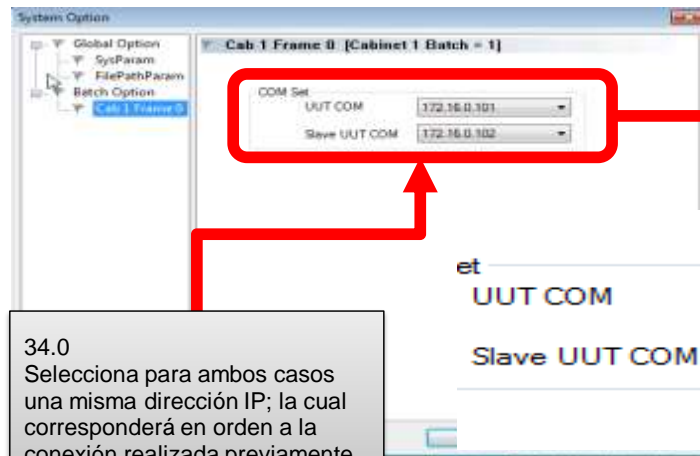 System Option
Global Option
SysParam
FilePathParam
Batch Option
Cab 1 Frame 0
Cab 1 Frame 0 [Cabinet 1 Batch = 1]
COM Set
UUT COM 172.16.0.101
Slave UUT COM 172.16.0.102
et
UUT COM
Slave UUT COM
34.0
Selecciona para ambos casos
una misma dirección IP; la cual
corresponderá en orden a la
conexión realizada previamente